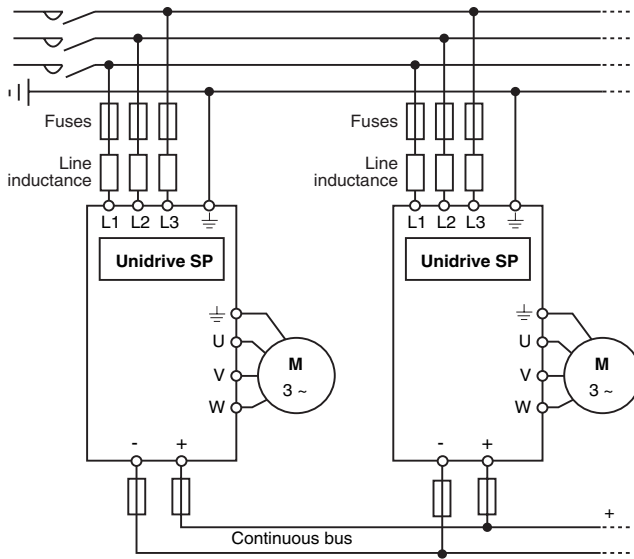 Fuses
Fuses
Line
inductance
Line
inductance
L1 L2 L3
L1 L2 L3
Unidrive SP
Unidrive SP
U
V
W
M
3 ~
U
V
W
M
3 ~
- +
- +
+
Continuous bus